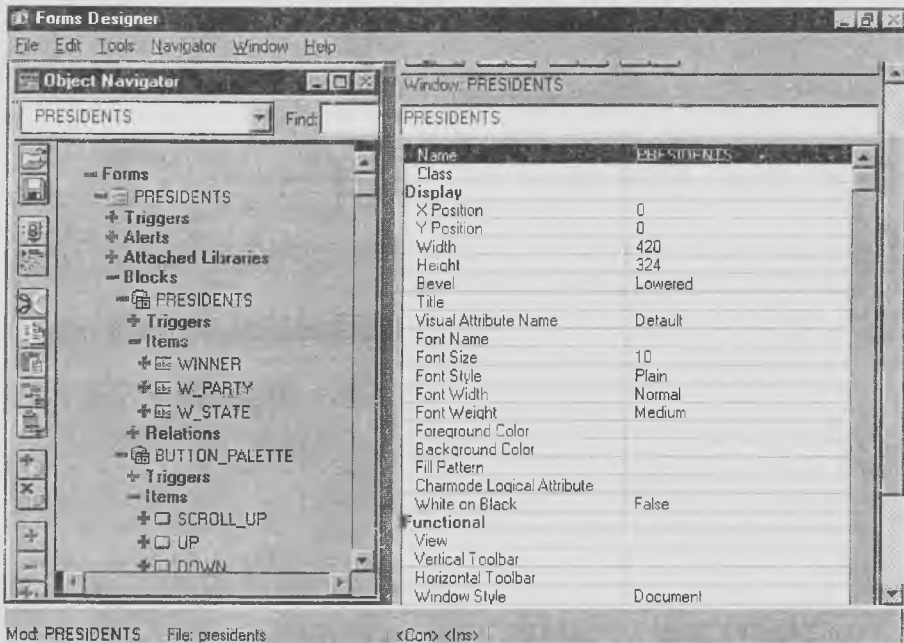 Forms Designer
File Edit Tools Navigator Window Help
Object Navigator
PRESIDENTS Find:
Forms
PRESIDENTS
Triggers
Alerts
Attached Libraries
Blocks
PRESIDENTS
Triggers
Items
abc WINNER
abc W_PARTY
abc W_STATE
Relations
BUTTON_PALETTE
Triggers
Items
SCROLL_UP
UP
DOWN
Window: PRESIDENTS
PRESIDENTS
Name PRESIDENTS
Class
Display
X Position 0
Y Position 0
Width 420
Height 324
Bevel Lowered
Title
Visual Attribute Name Default
Font Name
Font Size 10
Font Style Plain
Font Width Normal
Font Weight Medium
Foreground Color
Background Color
Fill Pattern
Charmode Logical Attribute
White on Black False
Functional
View
Vertical Toolbar
Horizontal Toolbar
Window Style Document
Mod: PRESIDENTS File: presidents <Con> <Ins>